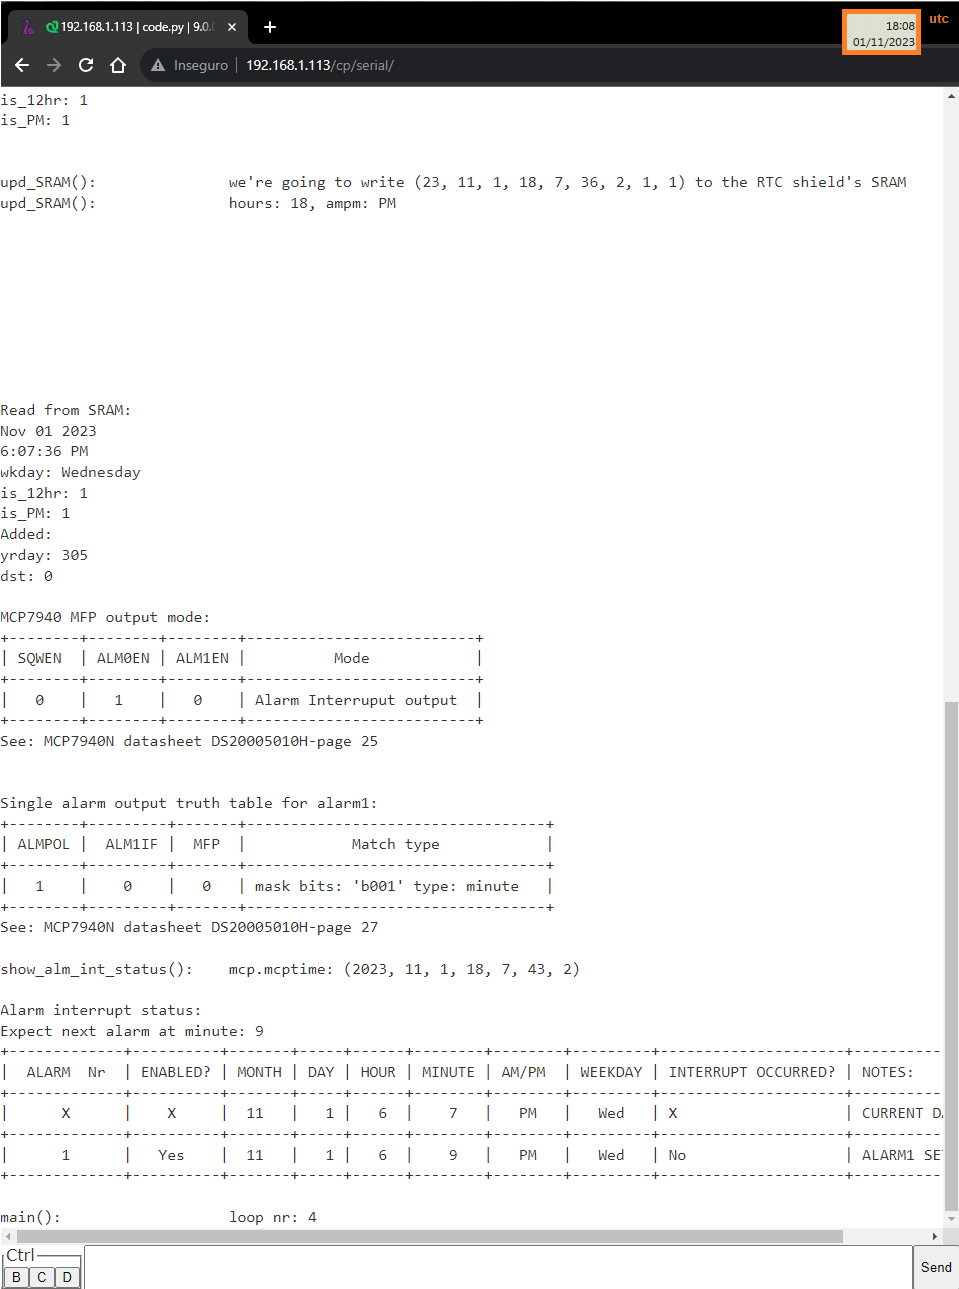 192.168.1.113 | code.py | 9.0.0
18:08
01/11/2023
utc
Inseguro | 192.168.1.113/cp/serial/
is_12hr: 1
is_PM: 1
upd_SRAM(): we're going to write (23, 11, 1, 18, 7, 36, 2, 1, 1) to the RTC shield's SRAM
upd_SRAM(): hours: 18, ampm: PM
Read from SRAM:
Nov 01 2023
6:07:36 PM
wkday: Wednesday
is_12hr: 1
is_PM: 1
Added:
yrday: 305
dst: 0
MCP7940 MFP output mode:
+--------+--------+--------+--------------------------+
| SQWEN | ALM0EN | ALM1EN | Mode |
+--------+--------+--------+--------------------------+
| 0 | 1 | 0 | Alarm Interruput output |
+--------+--------+--------+--------------------------+
See: MCP7940N datasheet DS20005010H-page 25
Single alarm output truth table for alarm1:
+--------+---------+-------+----------------------------------+
| ALMPOL | ALM1IF | MFP | Match type |
+--------+---------+-------+----------------------------------+
| 1 | 0 | 0 | mask bits: 'b001' type: minute |
+--------+---------+-------+----------------------------------+
See: MCP7940N datasheet DS20005010H-page 27
show_alm_int_status(): mcp.mcptime: (2023, 11, 1, 18, 7, 43, 2)
Alarm interrupt status:
Expect next alarm at minute: 9
+-------------+----------+-------+-----+------+--------+--------+---------+---------------------+----------
| ALARM Nr | ENABLED? | MONTH | DAY | HOUR | MINUTE | AM/PM | WEEKDAY | INTERRUPT OCCURRED? | NOTES:
+-------------+----------+-------+-----+------+--------+--------+---------+---------------------+----------
| X | X | 11 | 1 | 6 | 7 | PM | Wed | X | CURRENT DA
+-------------+----------+-------+-----+------+--------+--------+---------+---------------------+----------
| 1 | Yes | 11 | 1 | 6 | 9 | PM | Wed | No | ALARM1 SE
+-------------+----------+-------+-----+------+--------+--------+---------+---------------------+----------
main(): loop nr: 4
Ctrl
B C D
Send